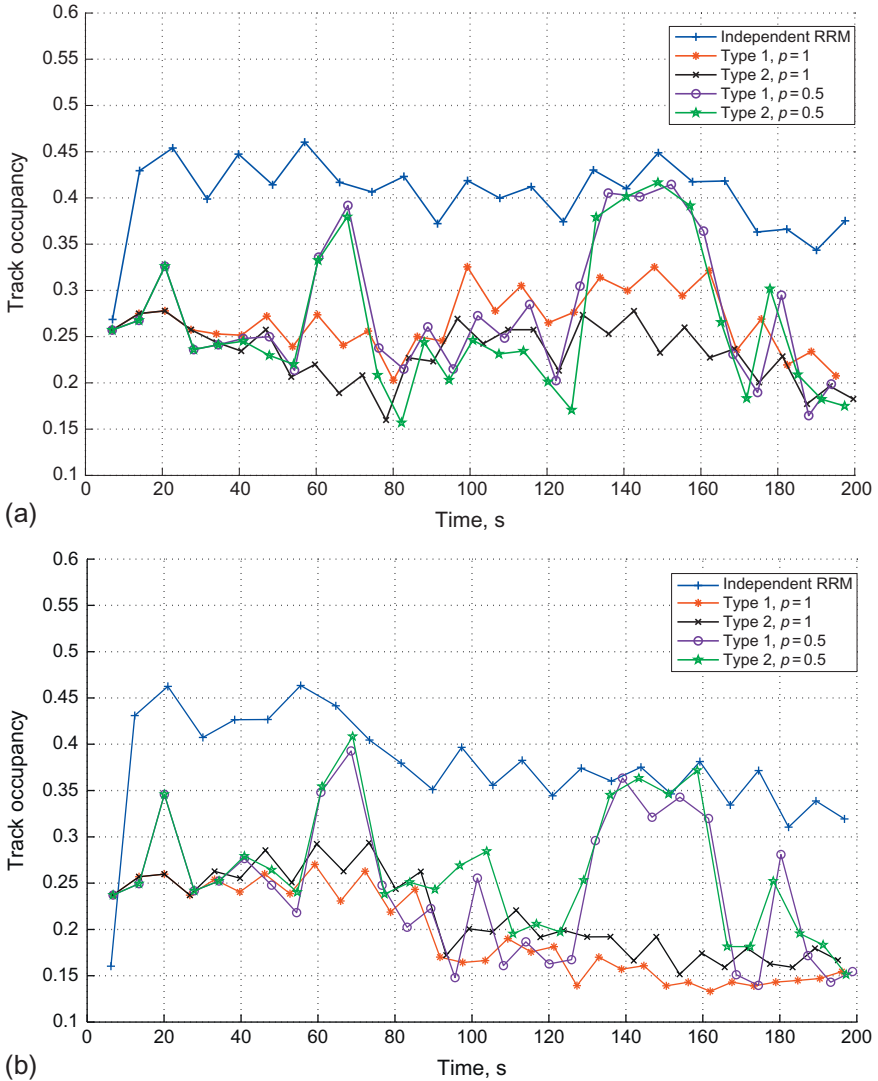 0.6
0.55
0.5
0.45
0.4
0.35
0.3
0.25
0.2
0.15
0.1
Track occupancy
Independent RRM
Type 1, p = 1
Type 2, p = 1
Type 1, p = 0.5
Type 2, p = 0.5
0 20 40 60 80 100 120 140 160 180 200
(a)
Time, s
0.6
0.55
0.5
0.45
0.4
0.35
0.3
0.25
0.2
0.15
0.1
Track occupancy
Independent RRM
Type 1, p = 1
Type 2, p = 1
Type 1, p = 0.5
Type 2, p = 0.5
0 20 40 60 80 100 120 140 160 180 200
(b)
Time, s